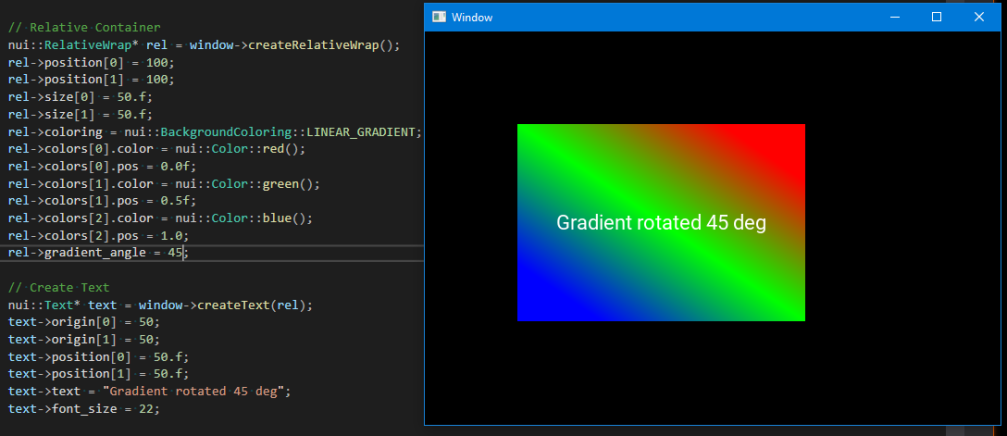 // Relative Container
nui::RelativeWrap* rel = window->createRelativeWrap();
rel->position[0] = 100;
rel->position[1] = 100;
rel->size[0] = 50.f;
rel->size[1] = 50.f;
rel->coloring = nui::BackgroundColoring::LINEAR_GRADIENT;
rel->colors[0].color = nui::Color::red();
rel->colors[0].pos = 0.0f;
rel->colors[1].color = nui::Color::green();
rel->colors[1].pos = 0.5f;
rel->colors[2].color = nui::Color::blue();
rel->colors[2].pos = 1.0;
rel->gradient_angle = 45;
// Create Text
nui::Text* text = window->createText(rel);
text->origin[0] = 50;
text->origin[1] = 50;
text->position[0] = 50.f;
text->position[1] = 50.f;
text->text = "Gradient rotated 45 deg";
text->font_size = 22;
Window
Gradient rotated 45 deg